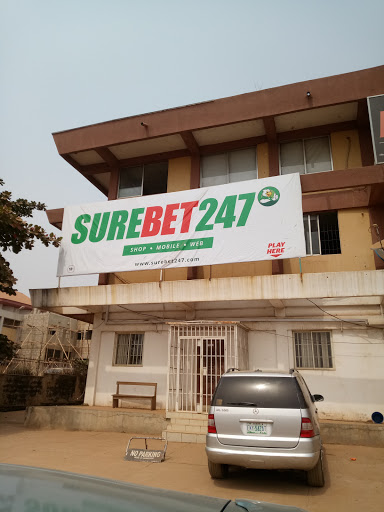 SUREBET247
SHOP • MOBILE • WEB
www.surebet247.com
PLAY
HERE
NO PARKING